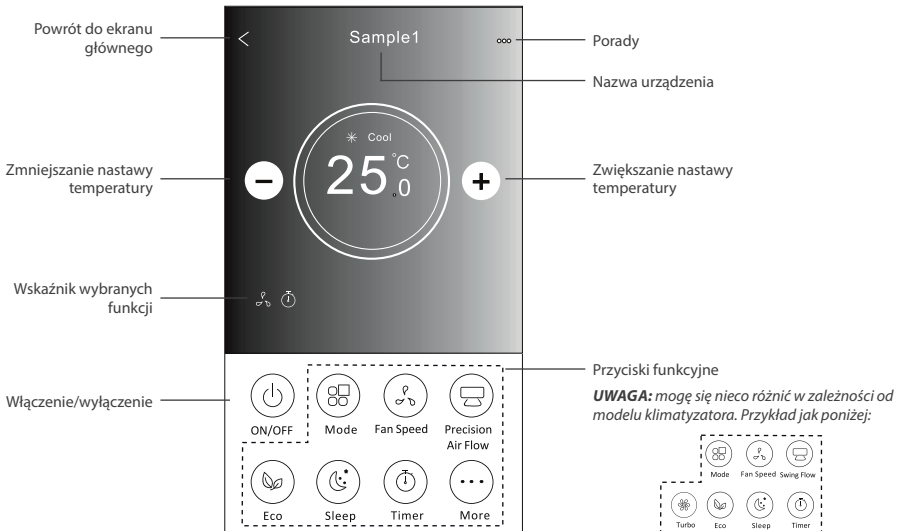 Powrót do ekranu
głównego
Sample1
Porady
Nazwa urządzenia
Cool
25.0°C
Zmniejszanie nastawy
temperatury
Zwiększanie nastawy
temperatury
Wskaźnik wybranych
funkcji
Włączenie/wyłączenie
Przyciski funkcyjne
UWAGA: mogę się nieco różnić w zależności od
modelu klimatyzatora. Przykład jak poniżej:
ON/OFF
Mode
Fan Speed
Precision
Air Flow
Eco
Sleep
Timer
More
Mode
Fan Speed
Swing Flow
Turbo
Eco
Sleep
Timer